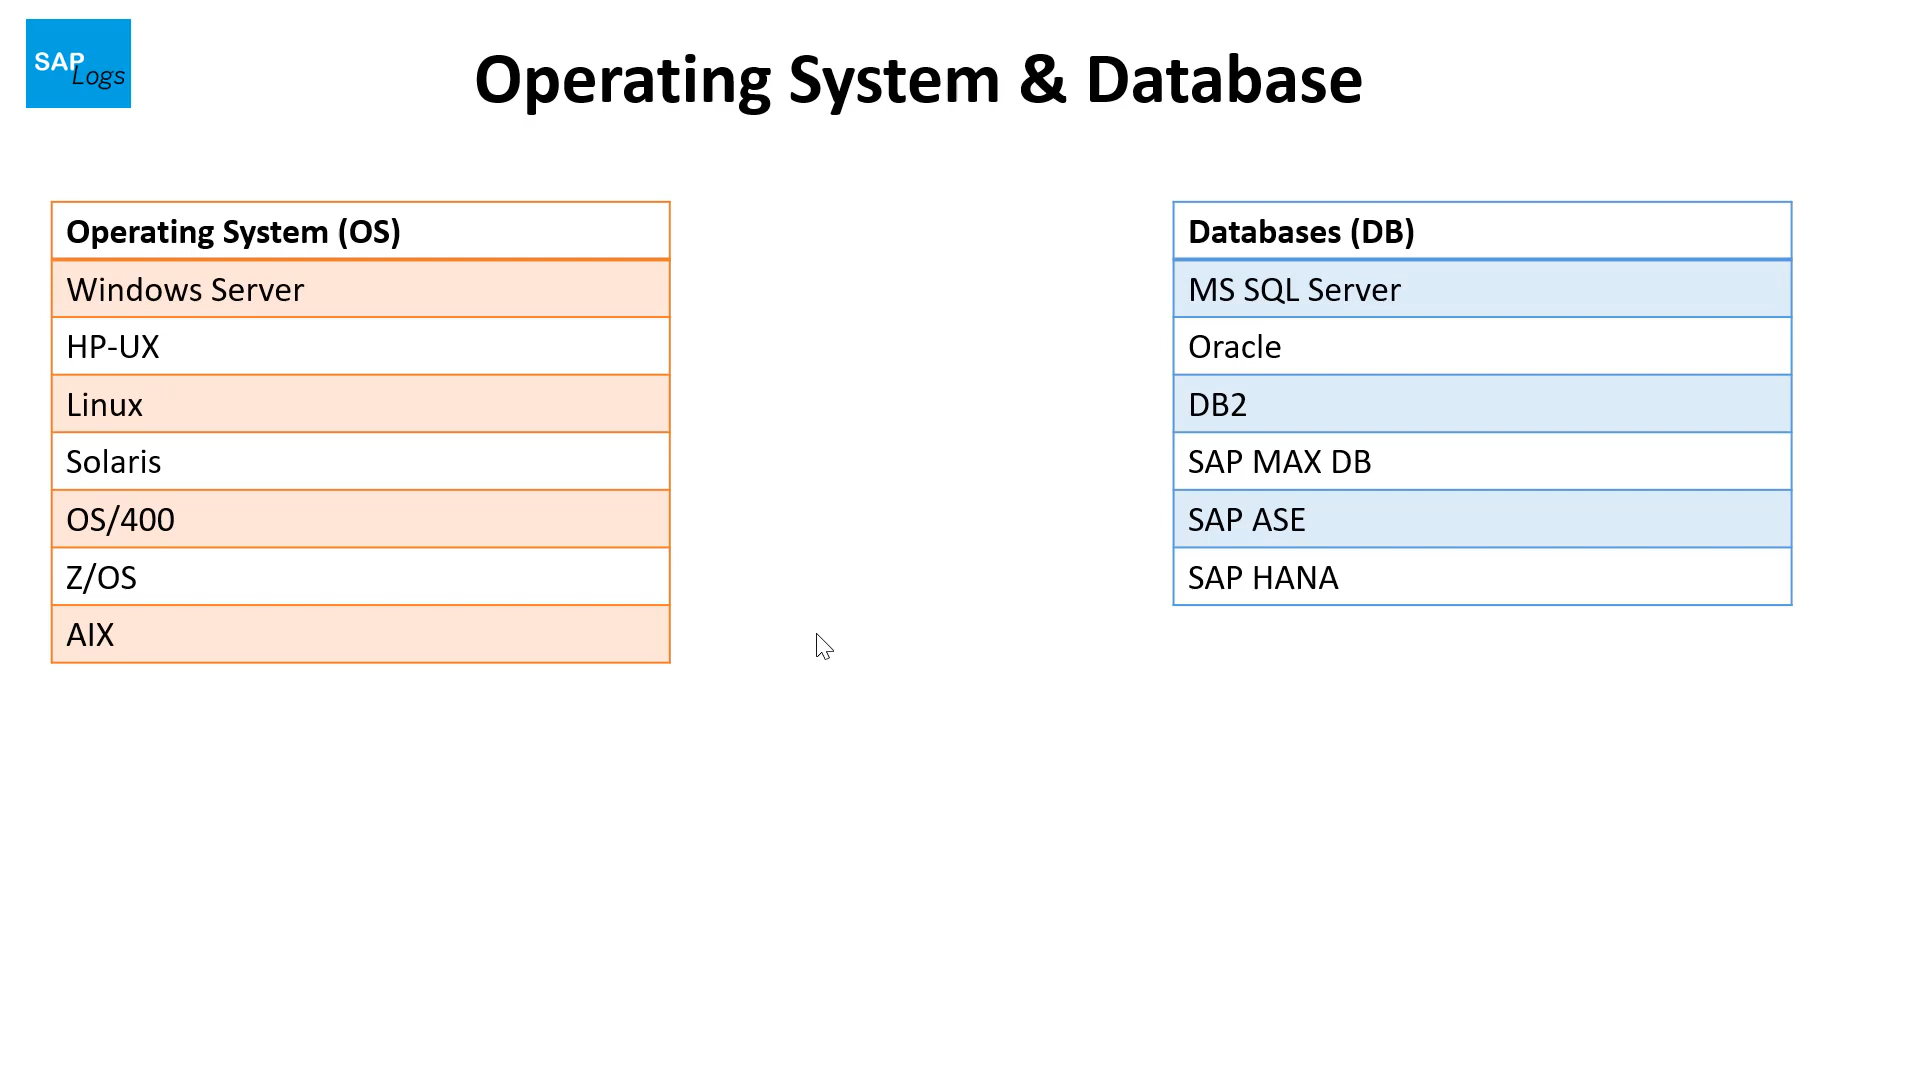 SAP
Logs
Operating System & Database
Operating System (OS)
Windows Server
HP-UX
Linux
Solaris
OS/400
Z/OS
AIX
Databases (DB)
MS SQL Server
Oracle
DB2
SAP MAX DB
SAP ASE
SAP HANA